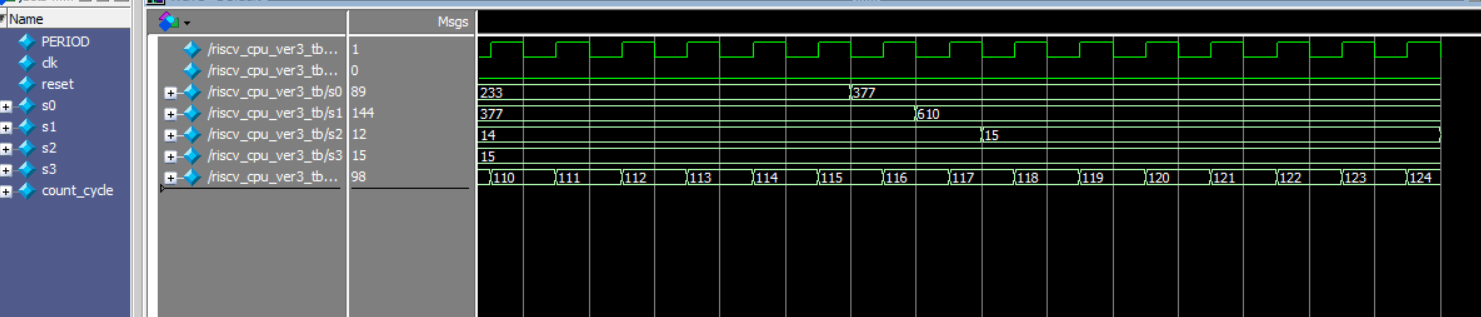 Name
Msgs
PERIOD
clk
reset
s0
s1
s2
s3
count_cycle
/riscv_cpu_ver3_tb... 1
/riscv_cpu_ver3_tb... 0
/riscv_cpu_ver3_tb/s0 89 233 377
/riscv_cpu_ver3_tb/s1 144 377 610
/riscv_cpu_ver3_tb/s2 12 14 15
/riscv_cpu_ver3_tb/s3 15 15
/riscv_cpu_ver3_tb... 98 110 111 112 113 114 115 116 117 118 119 120 121 122 123 124